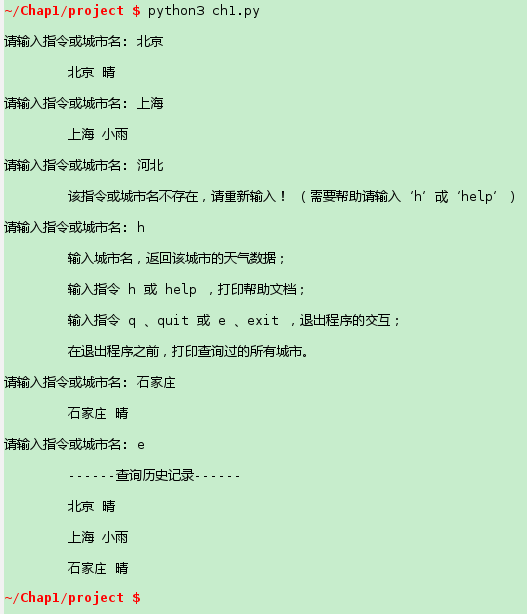 ~/Chap1/project $ python3 ch1.py
请输入指令或城市名: 北京
北京 晴
请输入指令或城市名: 上海
上海 小雨
请输入指令或城市名: 河北
该指令或城市名不存在，请重新输入！ （需要帮助请输入‘h’或‘help’）
请输入指令或城市名: h
输入城市名，返回该城市的天气数据；
输入指令 h 或 help ，打印帮助文档；
输入指令 q 、quit 或 e 、exit ，退出程序的交互；
在退出程序之前，打印查询过的所有城市。
请输入指令或城市名: 石家庄
石家庄 晴
请输入指令或城市名: e
------查询历史记录------
北京 晴
上海 小雨
石家庄 晴
~/Chap1/project $